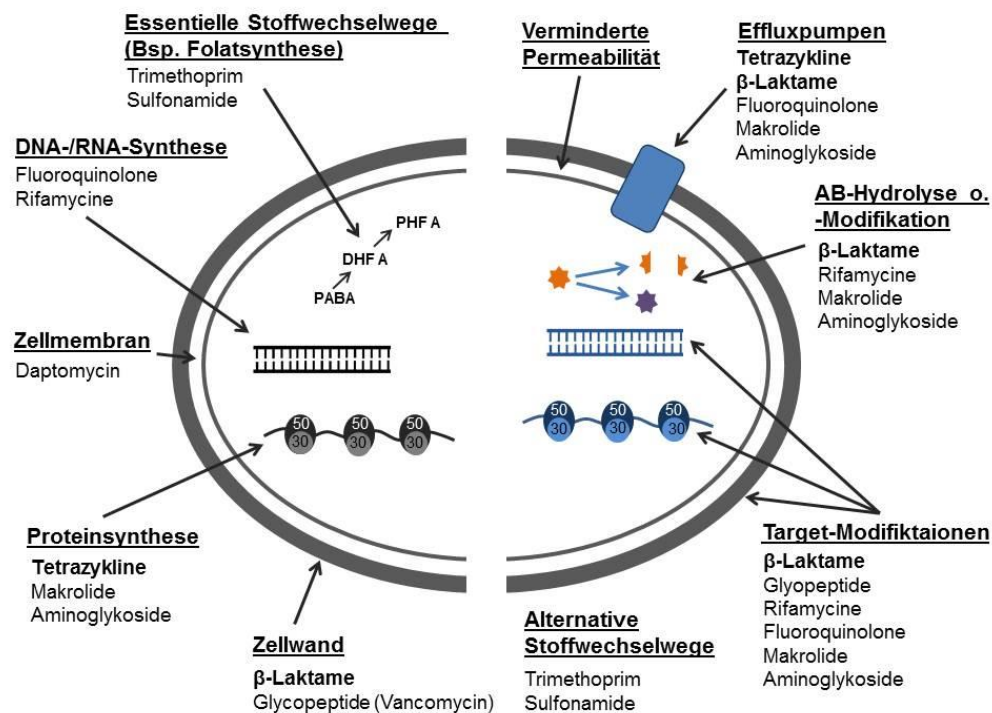 Essentielle Stoffwechselwege
(Bsp. Folatsynthese)
Trimethoprim
Sulfonamide
DNA-/RNA-Synthese
Fluoroquinolone
Rifamycine
PHF A
DHF A
PABA
Zellmembran
Daptomycin
50
30
50
30
50
30
Proteinsynthese
Tetrazykline
Makrolide
Aminoglykoside
Zellwand
β-Laktame
Glycopeptide (Vancomycin)
Verminderte
Permeabilität
Effluxpumpen
Tetrazykline
β-Laktame
Fluoroquinolone
Makrolide
Aminoglykoside
AB-Hydrolyse o.
-Modifikation
β-Laktame
Rifamycine
Makrolide
Aminoglykoside
50
30
50
30
50
30
Target-Modifiktaionen
β-Laktame
Glyopeptide
Rifamycine
Fluoroquinolone
Makrolide
Aminoglykoside
Alternative
Stoffwechselwege
Trimethoprim
Sulfonamide